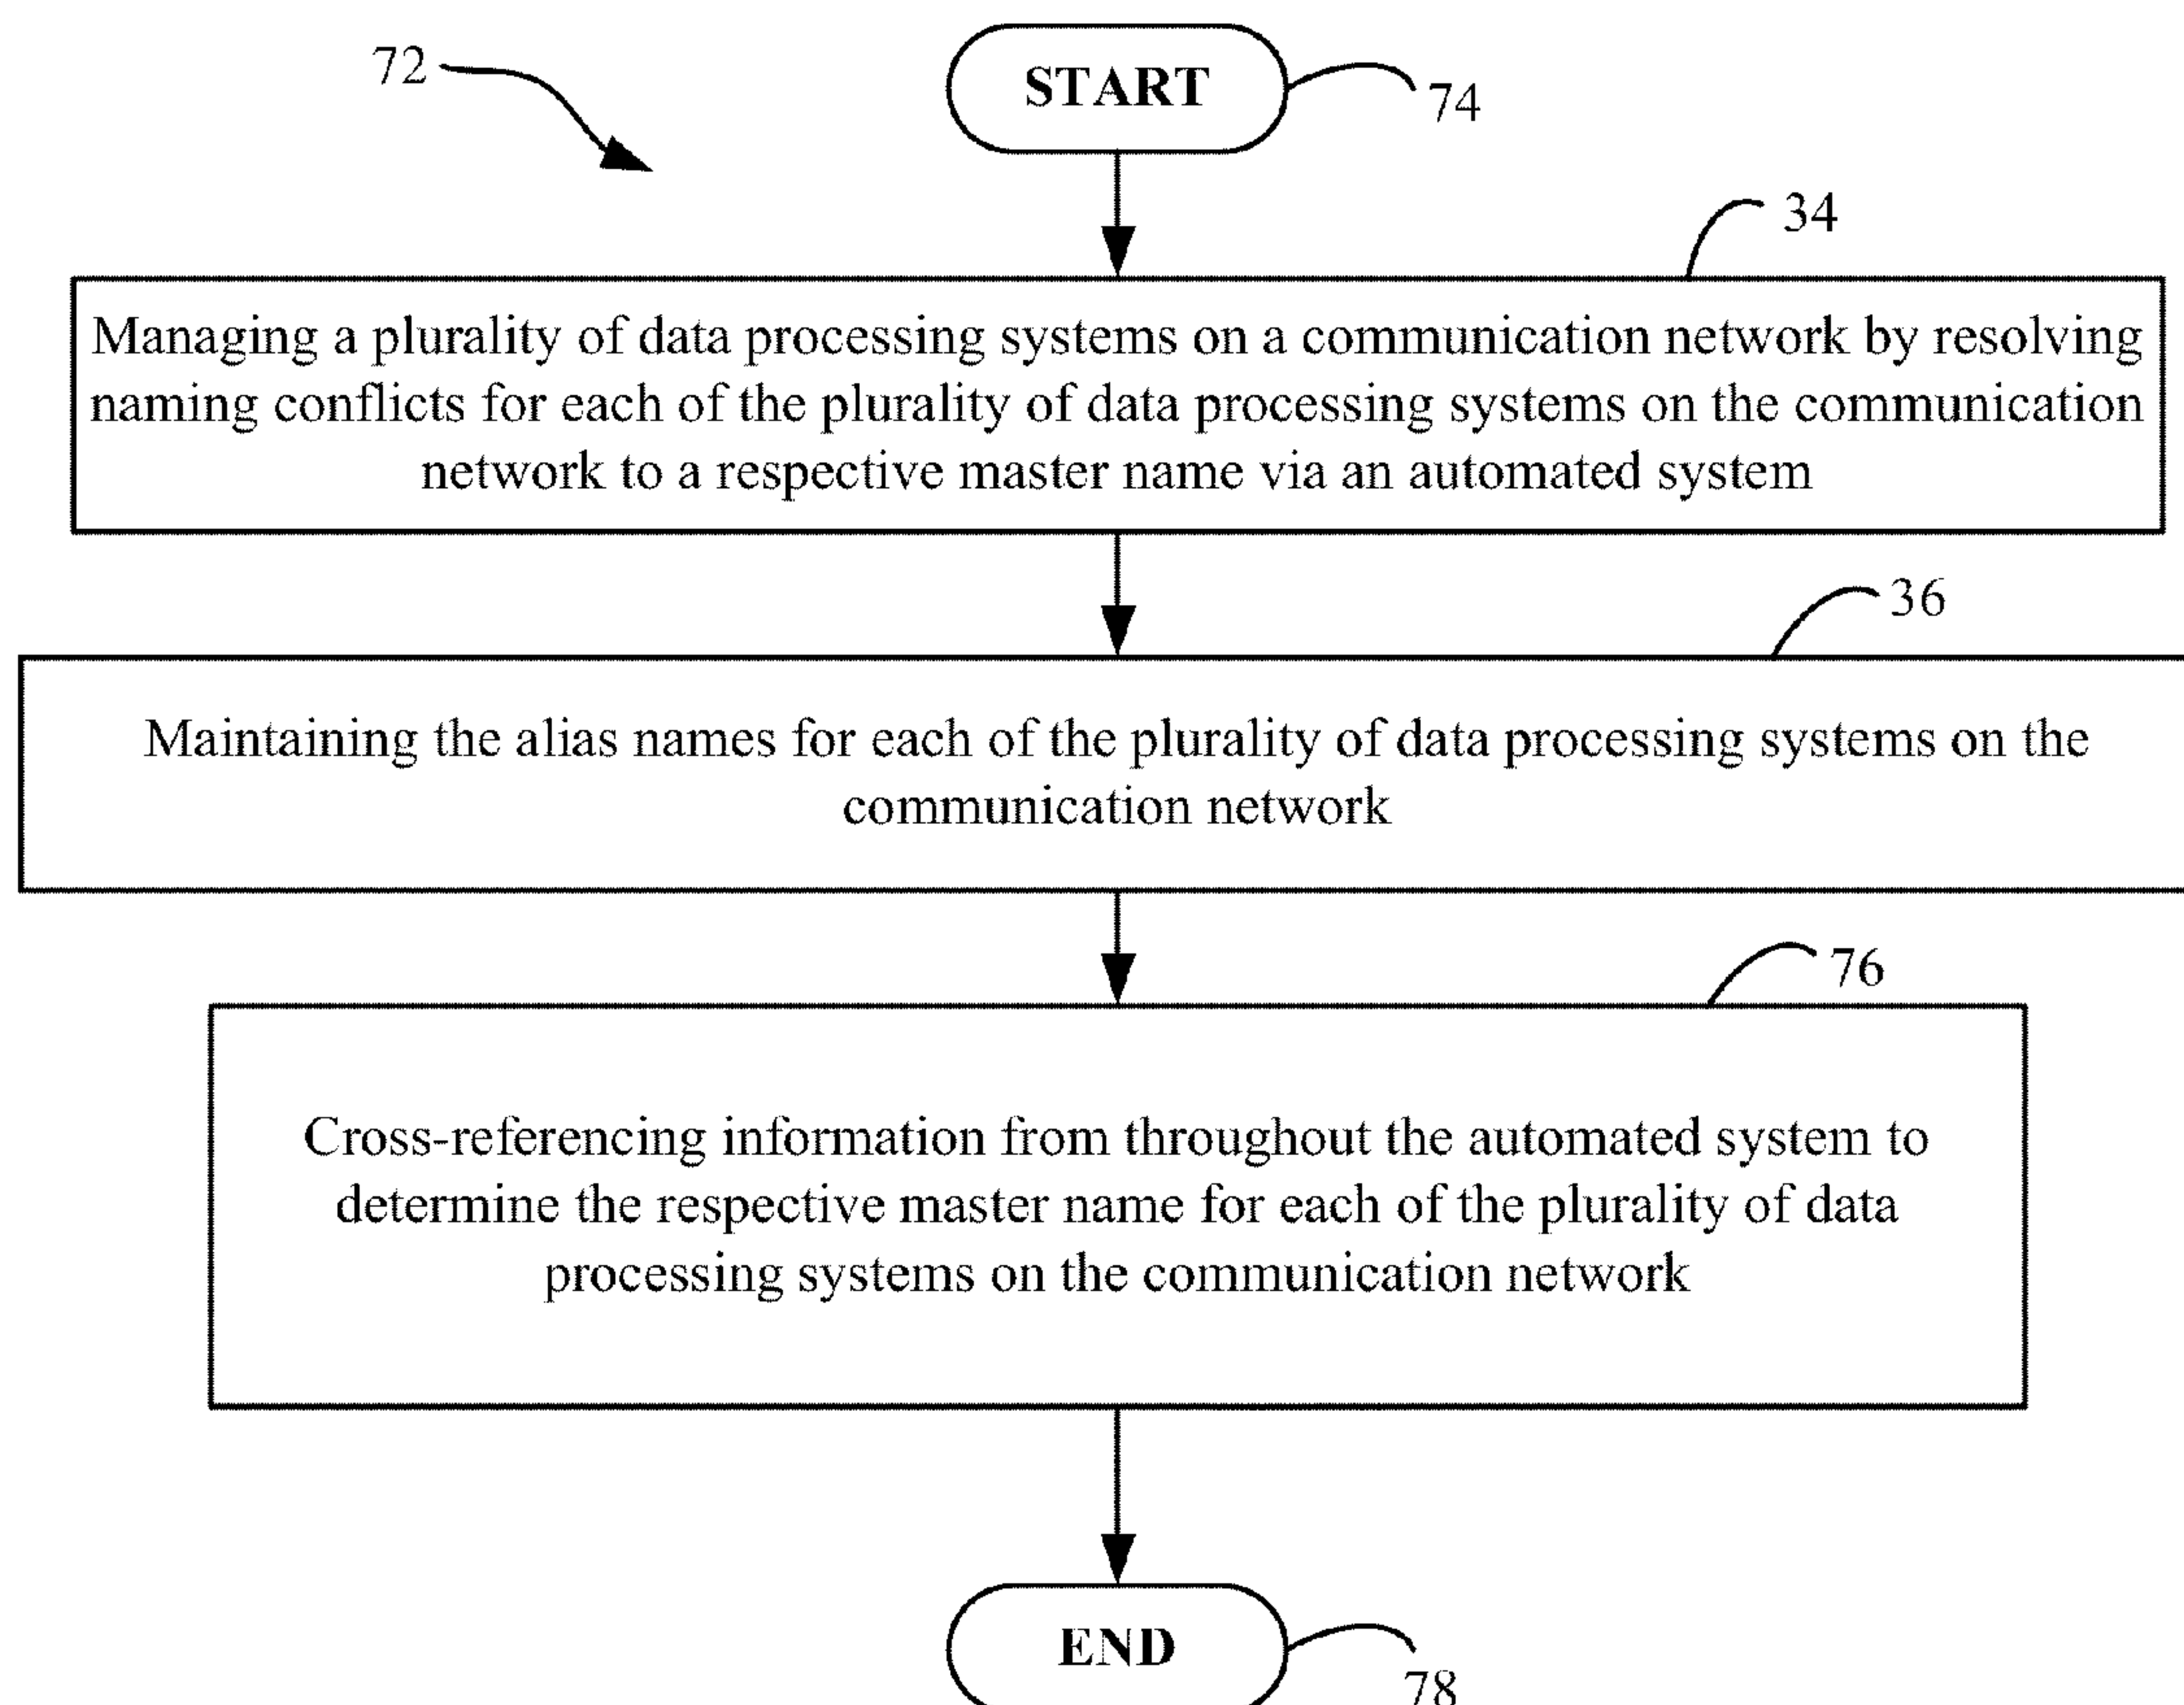 72
START
74
34
Managing a plurality of data processing systems on a communication network by resolving
naming conflicts for each of the plurality of data processing systems on the communication
network to a respective master name via an automated system
36
Maintaining the alias names for each of the plurality of data processing systems on the
communication network
76
Cross-referencing information from throughout the automated system to
determine the respective master name for each of the plurality of data
processing systems on the communication network
END
78